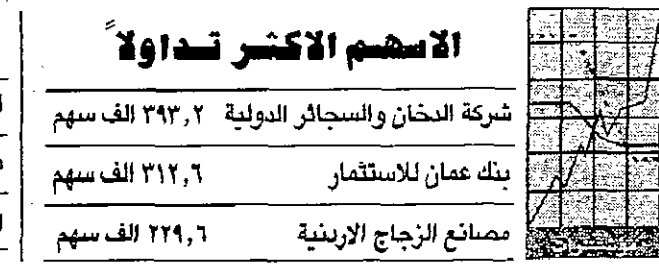 الاسهم الاكثر تداولاً
شركة الدخان والسجائر الدولية ٣٩٣,٢ الف سهم
بنك عمان للاستثمار ٣١٢,٦ الف سهم
مصانع الزجاج الاردنية ٢٢٩,٦ الف سهم